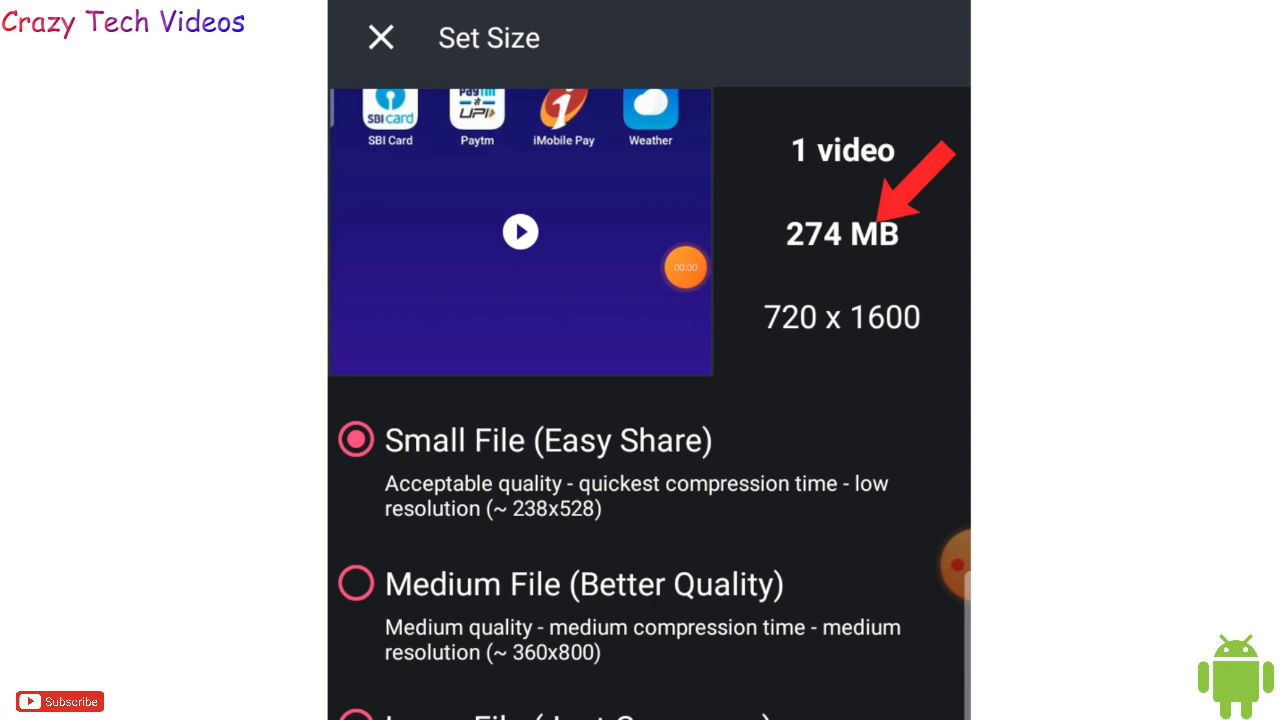 Crazy Tech Videos
Set Size
SBI card
Paytm
UPI
SBI Card
Paytm
iMobile Pay
Weather
1 video
274 MB
00:00
720 x 1600
Small File (Easy Share)
Acceptable quality - quickest compression time - low
resolution (~ 238x528)
Medium File (Better Quality)
Medium quality - medium compression time - medium
resolution (~ 360x800)
Subscribe